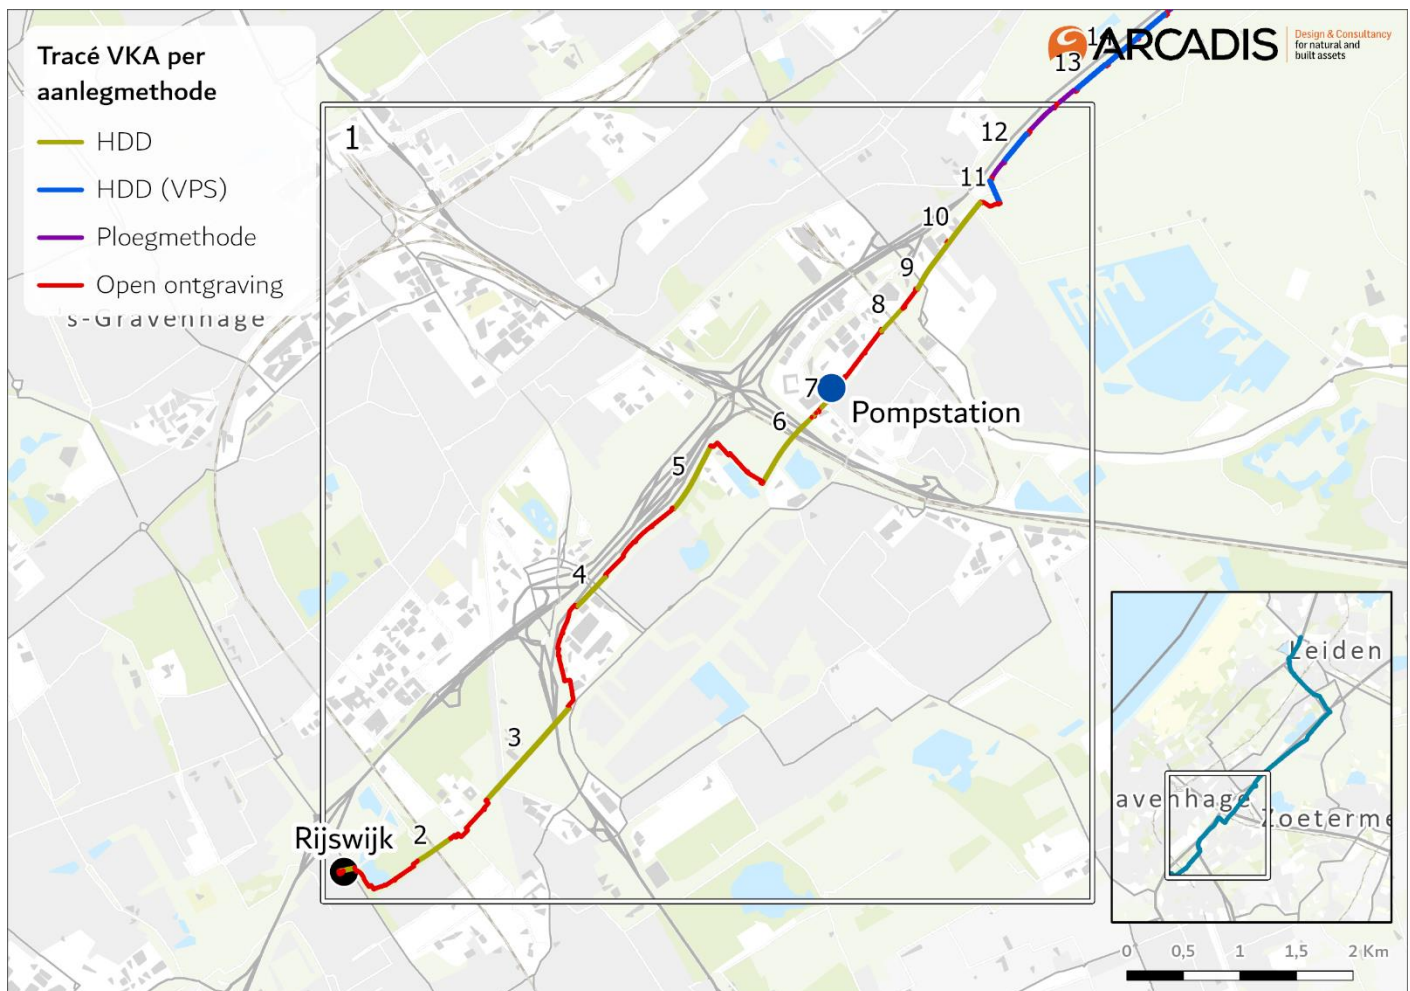 Tracé VKA per
aanlegmethode
HDD
HDD (VPS)
Ploegmethode
Open ontgraving
ARCADIS
Design & Consultancy
for natural and
built assets
14
13
12
11
10
9
8
7
Pompstation
6
5
4
3
2
1
's-Gravenhage
Rijswijk
Leiden
avenhage
Zoeterme
0 0,5 1 1,5 2 Km